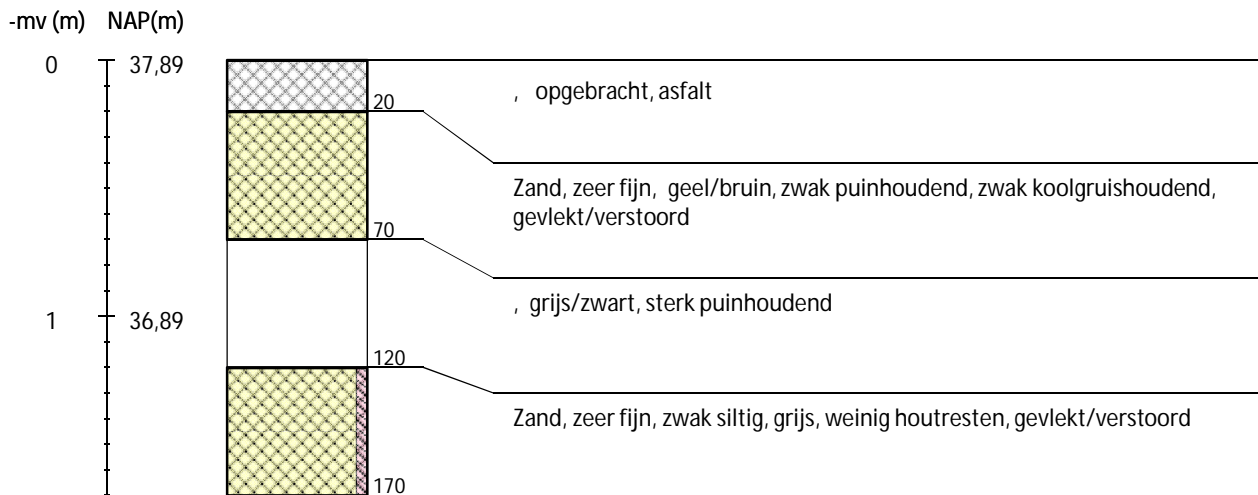 -mv (m) NAP(m)
0 37,89
, opgebracht, asfalt
20
Zand, zeer fijn, geel/bruin, zwak puinhoudend, zwak koolgruishoudend,
gevlekt/verstoord
70
, grijs/zwart, sterk puinhoudend
1 36,89
120
Zand, zeer fijn, zwak siltig, grijs, weinig houtresten, gevlekt/verstoord
170